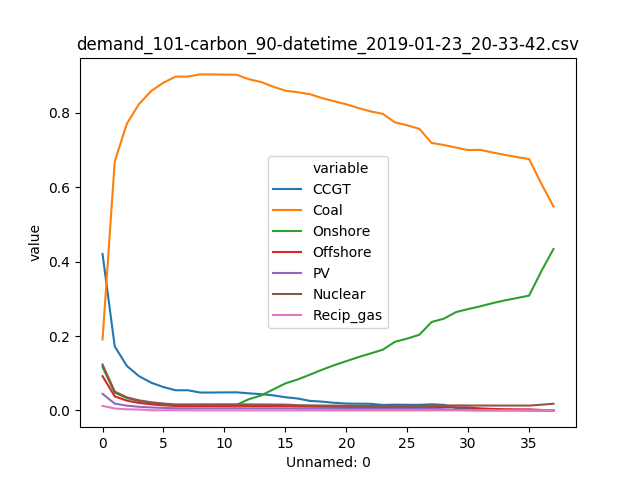 demand_101-carbon_90-datetime_2019-01-23_20-33-42.csv
value
0.8
0.6
0.4
0.2
0.0
variable
CCGT
Coal
Onshore
Offshore
PV
Nuclear
Recip_gas
0 5 10 15 20 25 30 35
Unnamed: 0